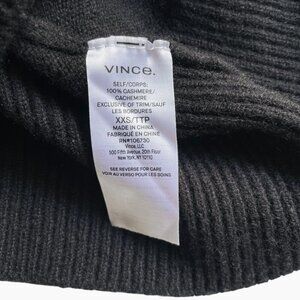 VINCE.
SELF/CORPS:
100% CASHMERE/
CACHEMIRE
EXCLUSIVE OF TRIM/SAUF
LES BORDURES
XXS/TTP
MADE IN CHINA
FABRIQUÉ EN CHINE
RN#106730
Vince, LLC
500 Fifth Avenue, 20th Floor
New York, NY 10110
SEE REVERSE FOR CARE
VOIR AU VERSO POUR LES SOINS